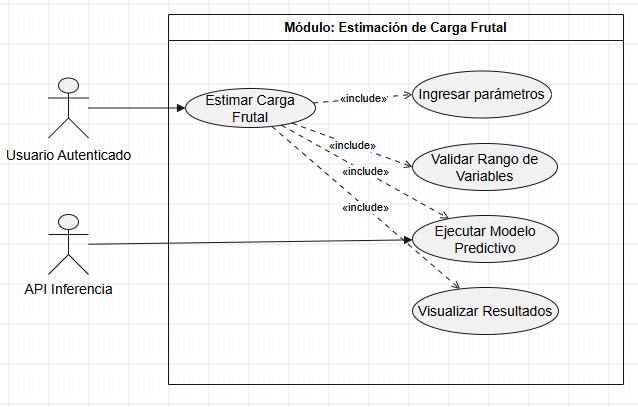 Módulo: Estimación de Carga Frutal
Estimar Carga
Frutal
«include»
Ingresar parámetros
Usuario Autenticado
«include»
Validar Rango de
Variables
«include»
«include»
Ejecutar Modelo
Predictivo
API Inferencia
Visualizar Resultados